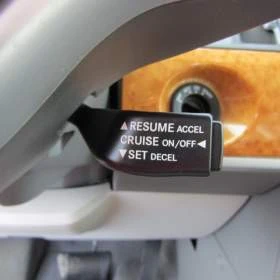 ▲ RESUME ACCEL
CRUISE ON/OFF ◀
▼ SET DECEL